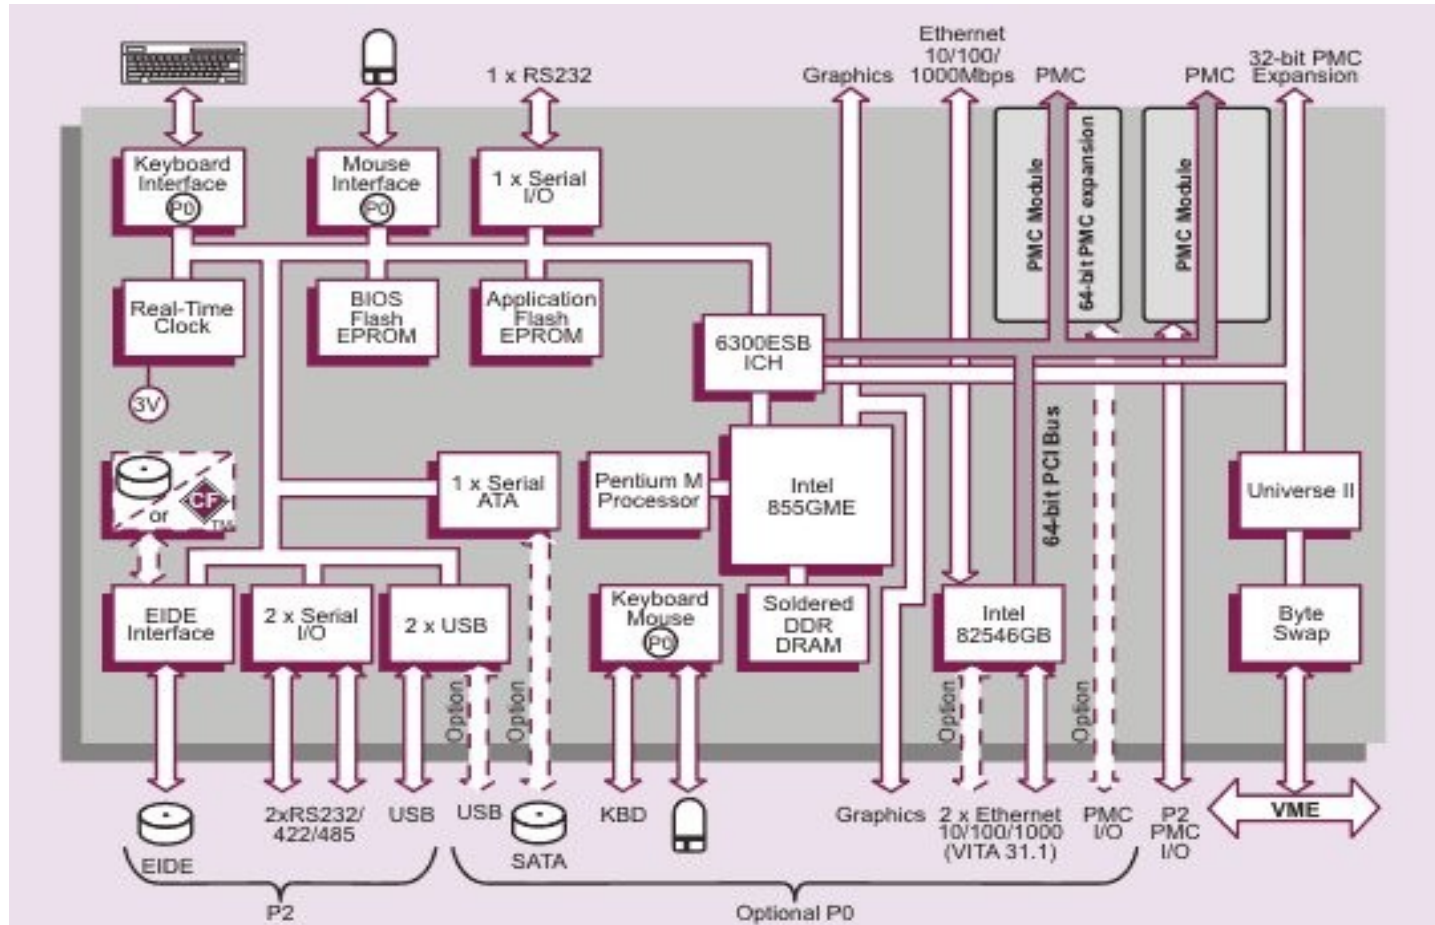 Ethernet
10/100/
1000Mbps
1 x RS232
Graphics
PMC
PMC
32-bit PMC
Expansion
Keyboard
Interface
P0
Mouse
Interface
P0
1 x Serial
I/O
PMC Module
64-bit PMC expansion
PMC Module
Real-Time
Clock
BIOS
Flash
EPROM
Application
Flash
EPROM
6300ESB
ICH
3V
or
CF
TM
1 x Serial
ATA
Pentium M
Processor
Intel
855GME
64-bit PCI Bus
Universe II
EIDE
Interface
2 x Serial
I/O
2 x USB
Keyboard
Mouse
P0
Soldered
DDR
DRAM
Intel
82546GB
Byte
Swap
Option
Option
Option
Option
EIDE
2xRS232/
422/485
USB
USB
SATA
KBD
Graphics
2 x Ethernet
10/100/1000
(VITA 31.1)
PMC
I/O
P2
PMC
I/O
VME
P2
Optional P0